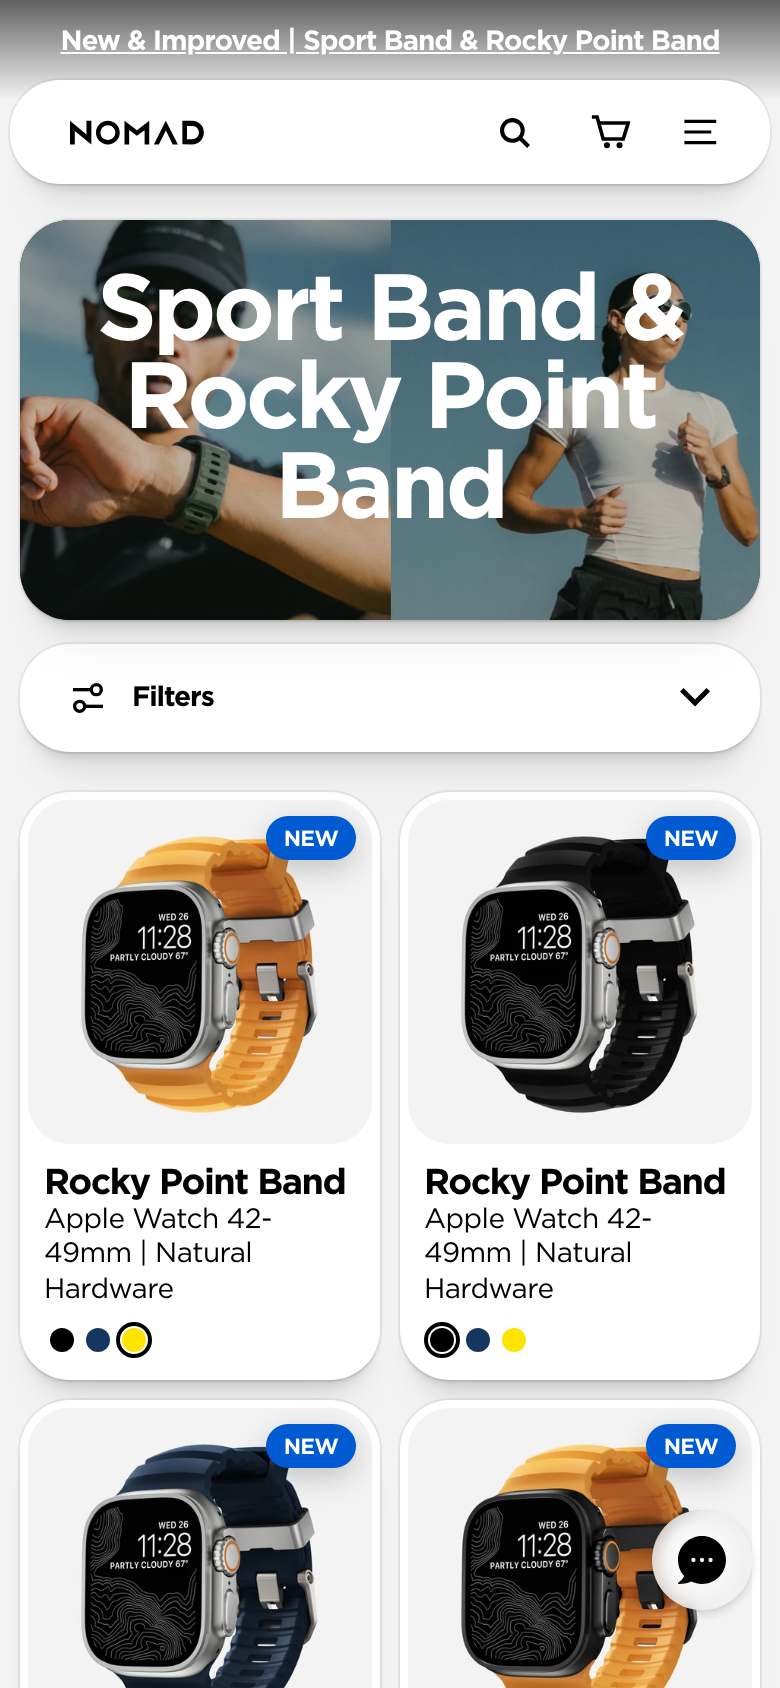 New & Improved | Sport Band & Rocky Point Band
NOMAD
Sport Band &
Rocky Point
Band
Filters
NEW
WED 26
11:28
PARTLY CLOUDY 67°
Rocky Point Band
Apple Watch 42-
49mm | Natural
Hardware
NEW
WED 26
11:28
PARTLY CLOUDY 67°
Rocky Point Band
Apple Watch 42-
49mm | Natural
Hardware
NEW
WED 26
11:28
PARTLY CLOUDY 67°
NEW
WED 26
11:28
PARTLY CLOUDY 67°